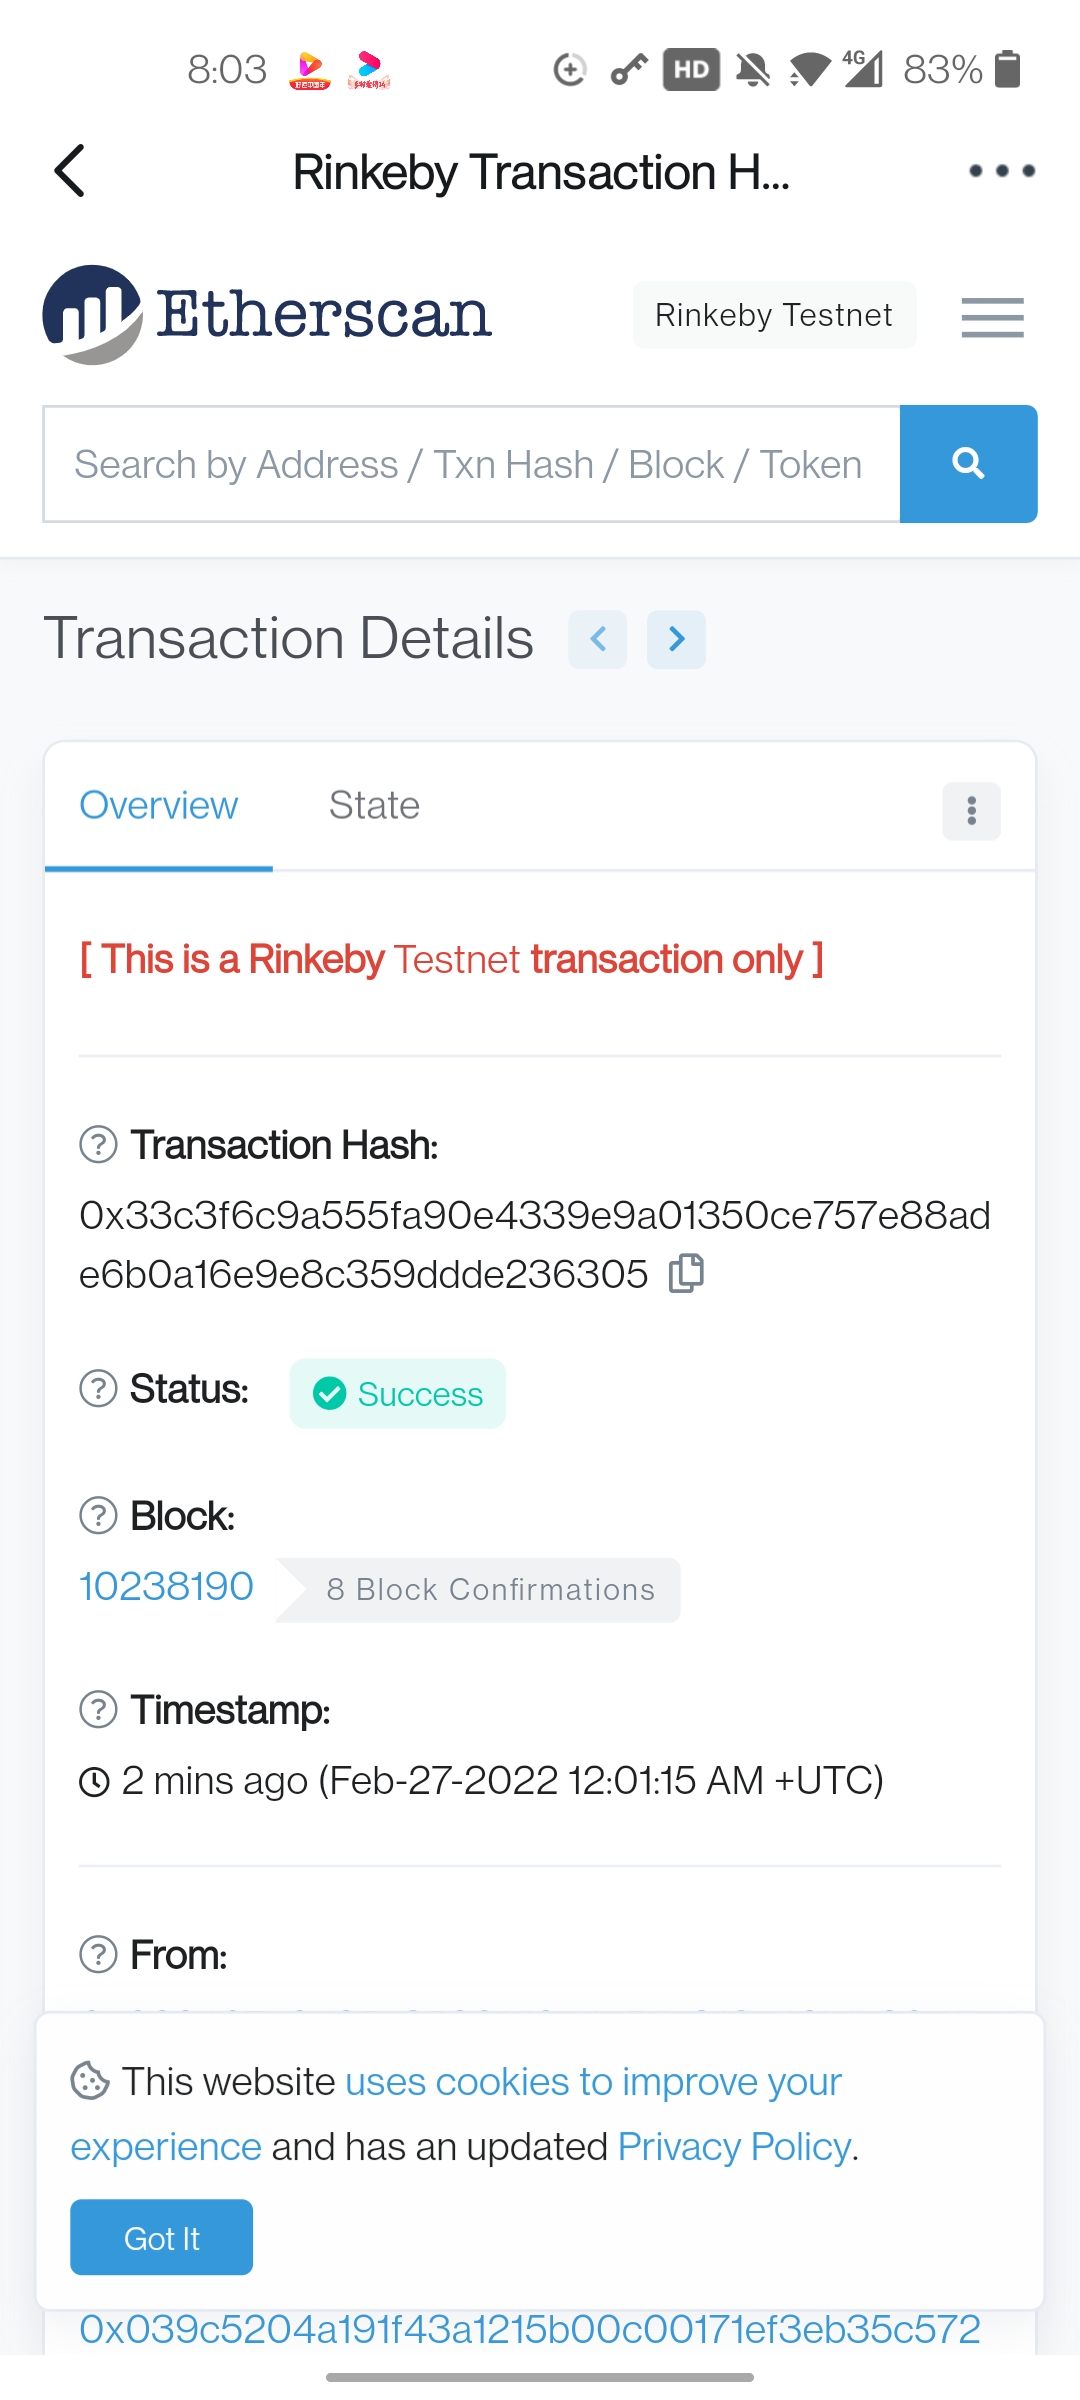 8:03
HD
4G
83%
Rinkeby Transaction H...
Etherscan
Rinkeby Testnet
Search by Address / Txn Hash / Block / Token
Transaction Details
Overview
State
[ This is a Rinkeby Testnet transaction only ]
Transaction Hash:
0x33c3f6c9a555fa90e4339e9a01350ce757e88ad
e6b0a16e9e8c359ddde236305
Status:
Success
Block:
10238190
8 Block Confirmations
Timestamp:
2 mins ago (Feb-27-2022 12:01:15 AM +UTC)
From:
This website uses cookies to improve your
experience and has an updated Privacy Policy.
Got It
0x039c5204a191f43a1215b00c00171ef3eb35c572